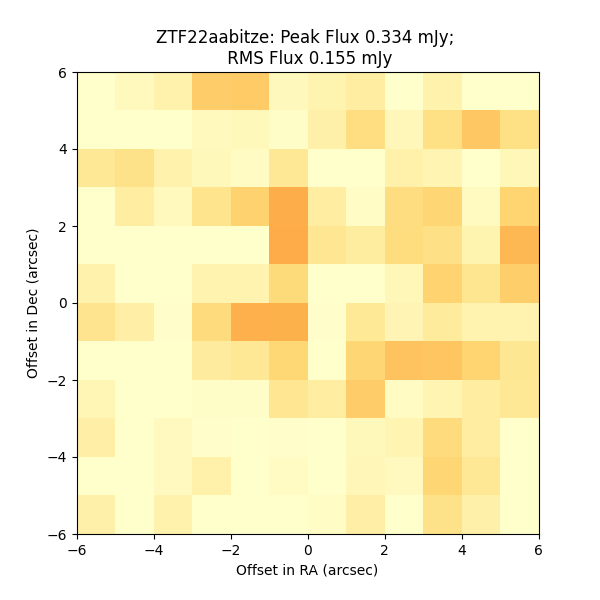 ZTF22aabitze: Peak Flux 0.334 mJy;
RMS Flux 0.155 mJy
6
4
2
0
−2
−4
−6
Offset in Dec (arcsec)
−6 −4 −2 0 2 4 6
Offset in RA (arcsec)